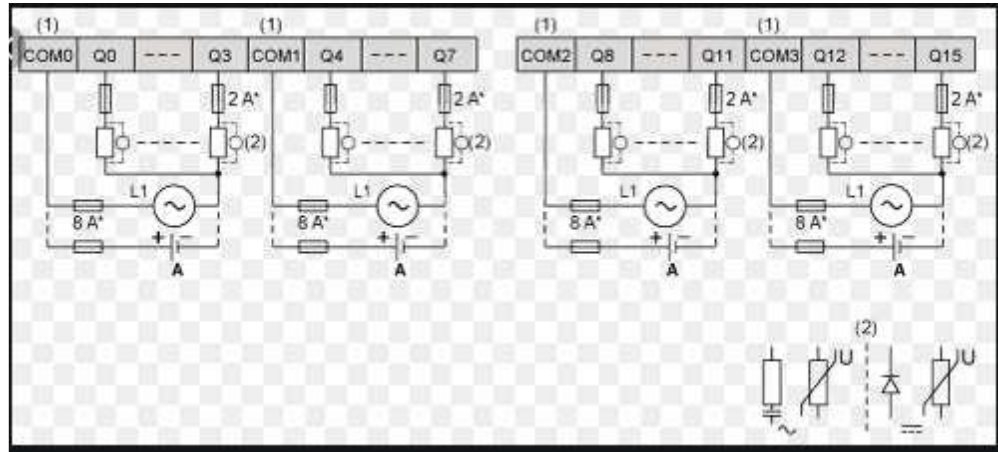 (1) (1) (1) (1)
COM0 Q0 --- Q3 COM1 Q4 --- Q7 COM2 Q8 --- Q11 COM3 Q12 --- Q15
2 A* 2 A* 2 A* 2 A*
(2) (2) (2) (2)
L1 L1 L1 L1
8 A* 8 A* 8 A* 8 A*
+ − + − + − + −
A A A A
(2)
U U